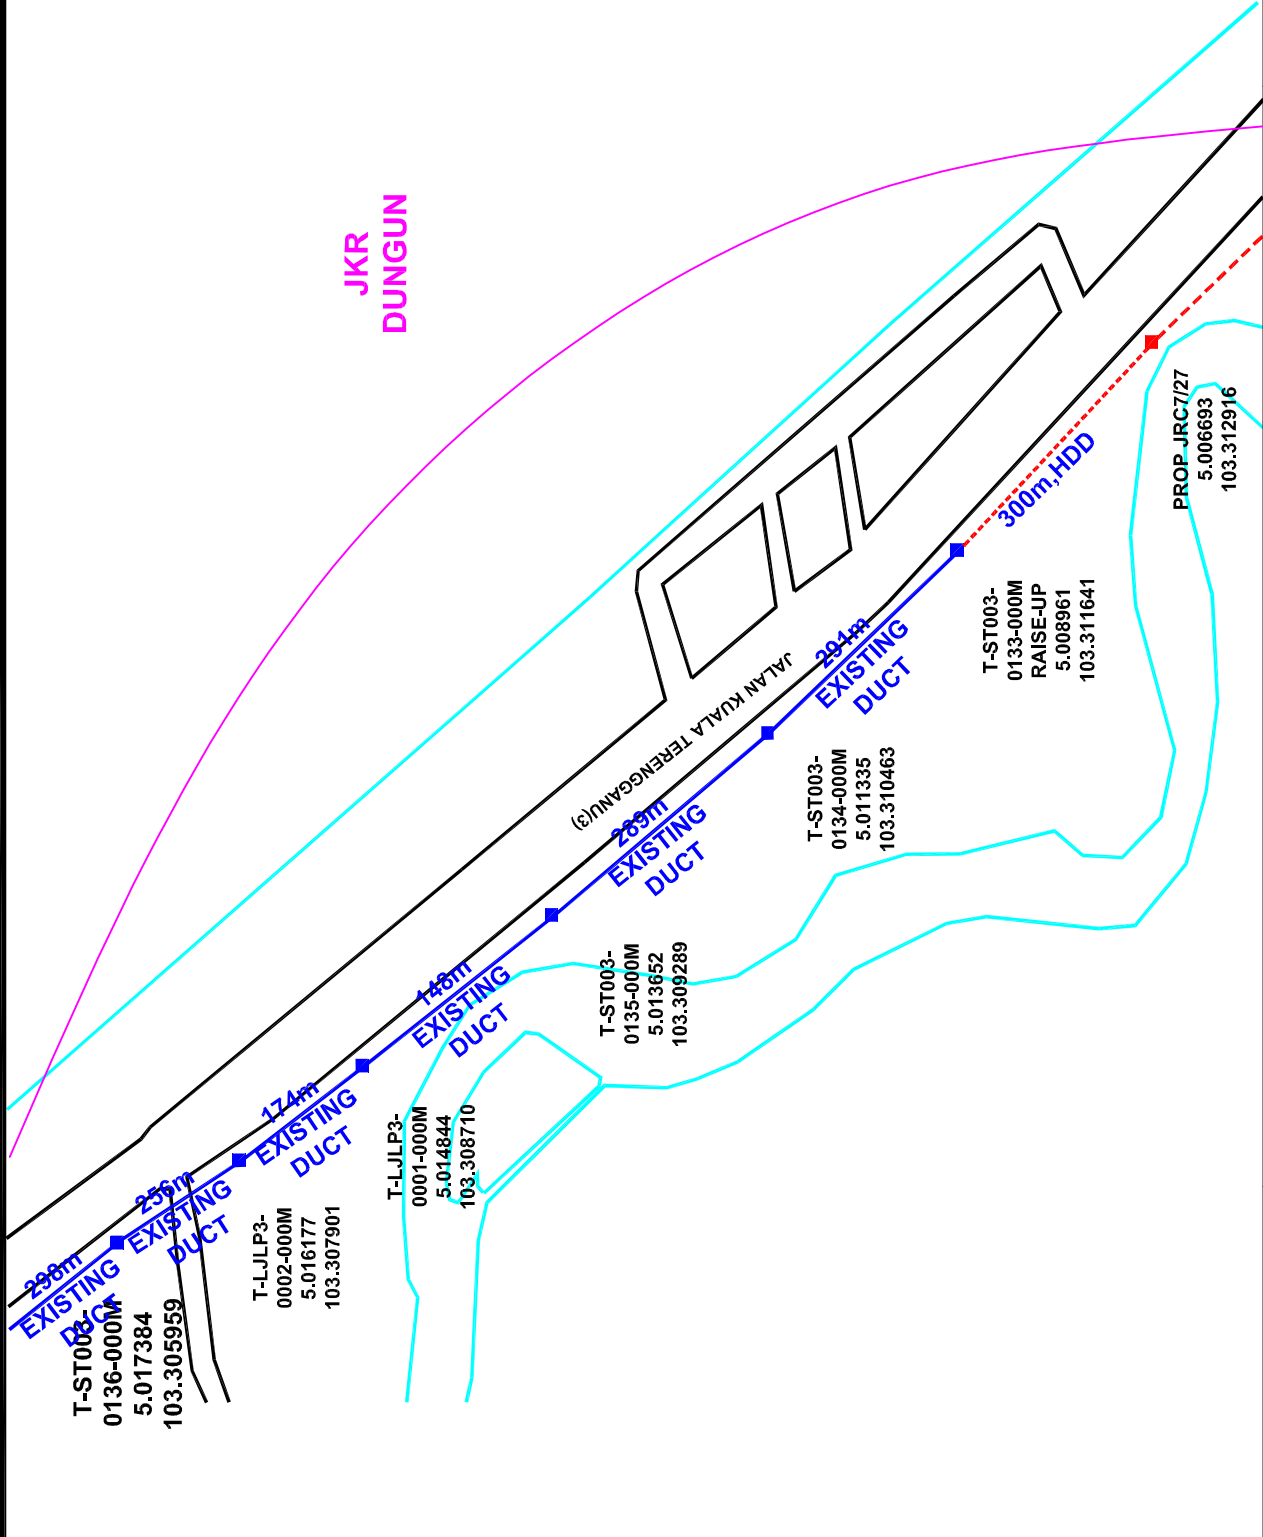 JKR
DUNGUN
JALAN KUALA TERENGGANU(3)
298m
EXISTING
DUCT
T-ST003-
0136-000M
5.017384
103.305959
256m
EXISTING
DUCT
T-LJLP3-
0002-000M
5.016177
103.307901
174m
EXISTING
DUCT
T-LJLP3-
0001-000M
5.014844
103.308710
148m
EXISTING
DUCT
T-ST003-
0135-000M
5.013652
103.309289
289m
EXISTING
DUCT
T-ST003-
0134-000M
5.011335
103.310463
291m
EXISTING
DUCT
T-ST003-
0133-000M
RAISE-UP
5.008961
103.311641
300m,HDD
PROP JRC7/27
5.006693
103.312916